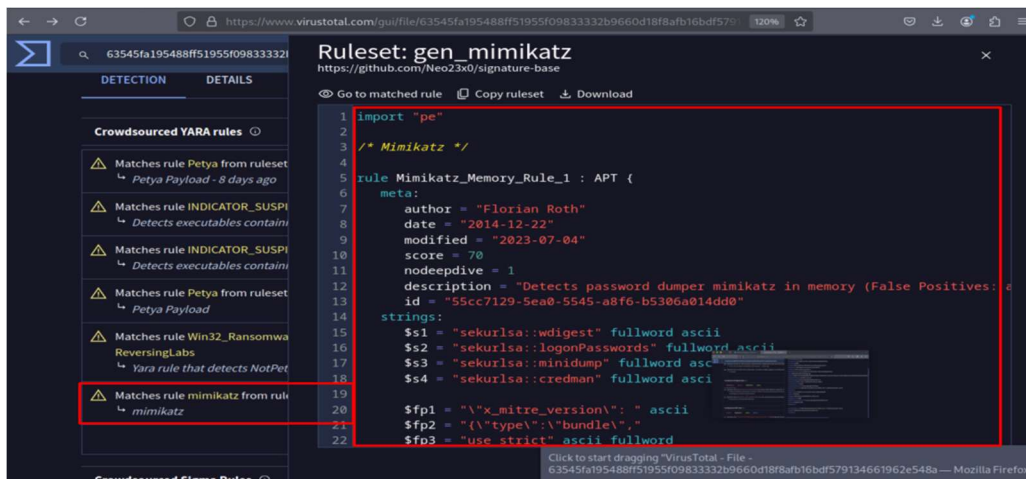 https://www.virustotal.com/gui/file/63545fa195488ff51955f09833332b9660d18f8afb16bdf579
120%
63545fa195488ff51955f09833332
DETECTION DETAILS
Crowdsourced YARA rules
Matches rule Petya from ruleset
Petya Payload - 8 days ago
Matches rule INDICATOR_SUSPI
Detects executables containi
Matches rule INDICATOR_SUSPI
Detects executables containi
Matches rule Petya from ruleset
Petya Payload
Matches rule Win32_Ransomwa
ReversingLabs
Yara rule that detects NotPet
Matches rule mimikatz from rule
mimikatz
Ruleset: gen_mimikatz
https://github.com/Neo23x0/signature-base
Go to matched rule Copy ruleset Download
1 import "pe"
2
3 /* Mimikatz */
4
5 rule Mimikatz_Memory_Rule_1 : APT {
6 meta:
7 author = "Florian Roth"
8 date = "2014-12-22"
9 modified = "2023-07-04"
10 score = 70
11 nodeepdive = 1
12 description = "Detects password dumper mimikatz in memory (False Positives: a
13 id = "55cc7129-5ea0-5545-a8f6-b5306a014dd0"
14 strings:
15 $s1 = "sekurlsa::wdigest" fullword ascii
16 $s2 = "sekurlsa::logonPasswords" fullword ascii
17 $s3 = "sekurlsa::minidump" fullword asc
18 $s4 = "sekurlsa::credman" fullword ascii
19
20 $fp1 = "\"x_mitre_version\": " ascii
21 $fp2 = "{\"type\":\"bundle\","
22 $fp3 = "use strict" ascii fullword
Click to start dragging "VirusTotal - File -
63545fa195488ff51955f09833332b9660d18f8afb16bdf579134661962e548a — Mozilla Firefo